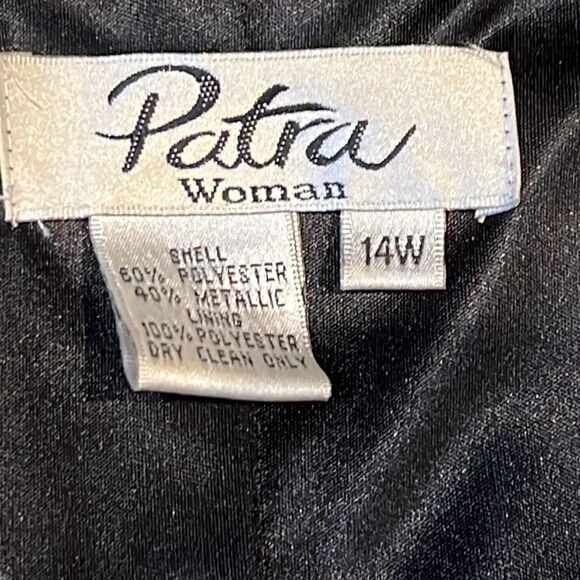 Patra
Woman
14W
SHELL
60% POLYESTER
40% METALLIC
LINING
100% POLYESTER
DRY CLEAN ONLY